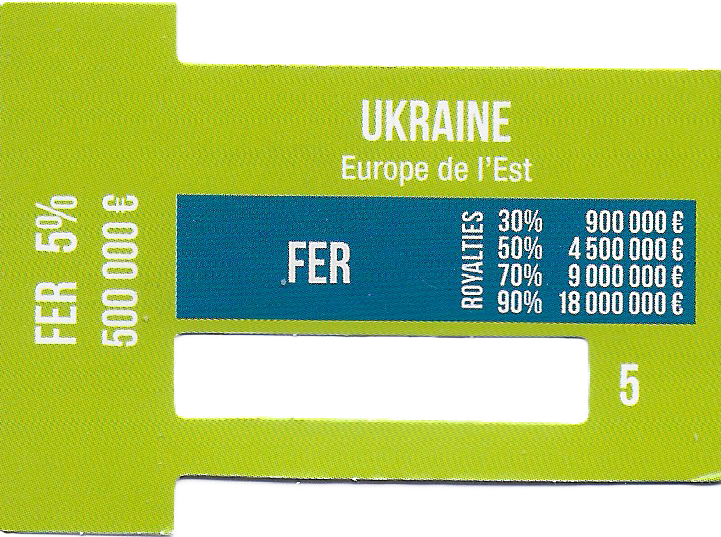 UKRAINE
Europe de l'Est
FER 5%
500 000 €
FER
ROYALTIES
30% 900 000 €
50% 4 500 000 €
70% 9 000 000 €
90% 18 000 000 €
5